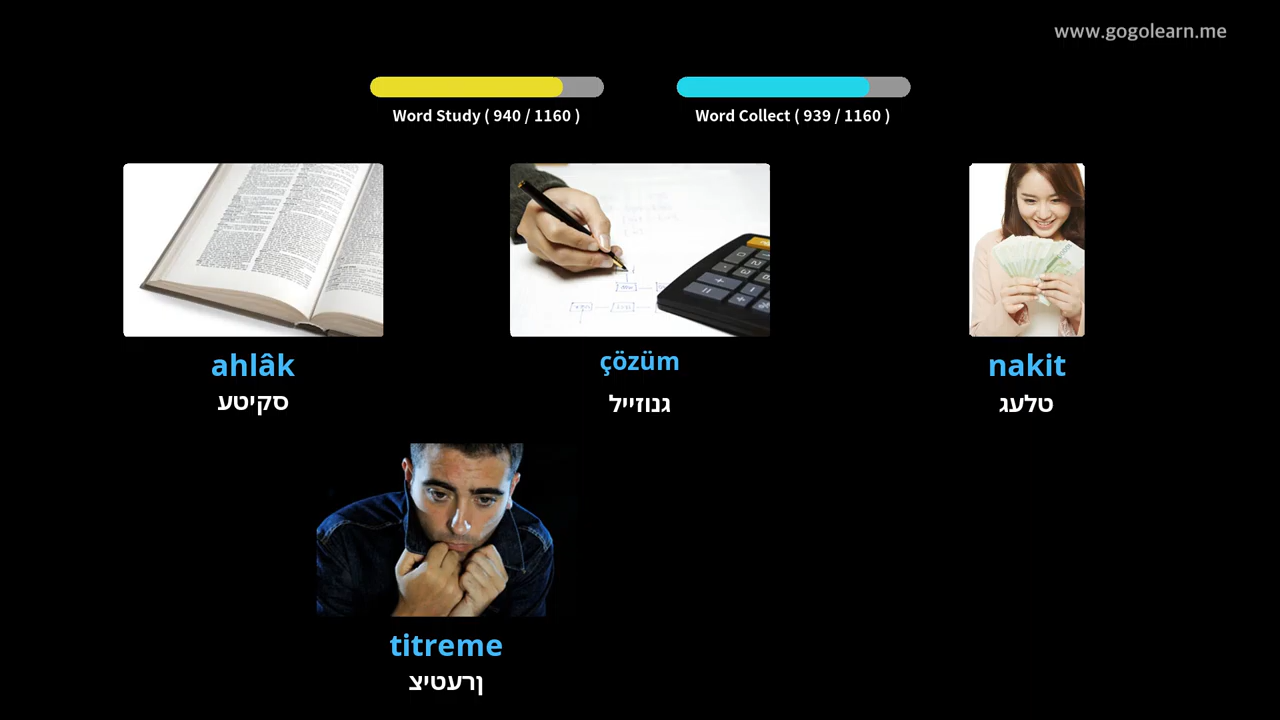 www.gogolearn.me
Word Study ( 940 / 1160 )
Word Collect ( 939 / 1160 )
ahlâk
סקיטע
çözüm
גנוזייל
nakit
טלעג
titreme
ןרעטיצ